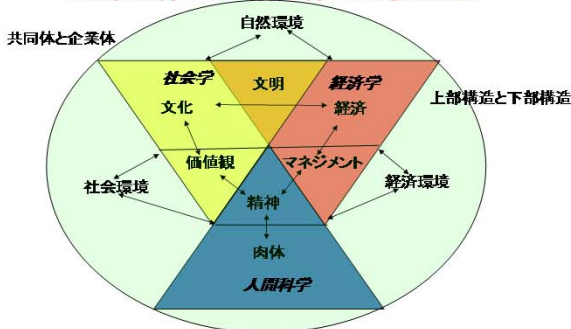 自然環境
共同体と企業体
社会学
文明
経済学
上部構造と下部構造
文化
経済
価値観
マネジメント
社会環境
経済環境
精神
肉体
人間科学